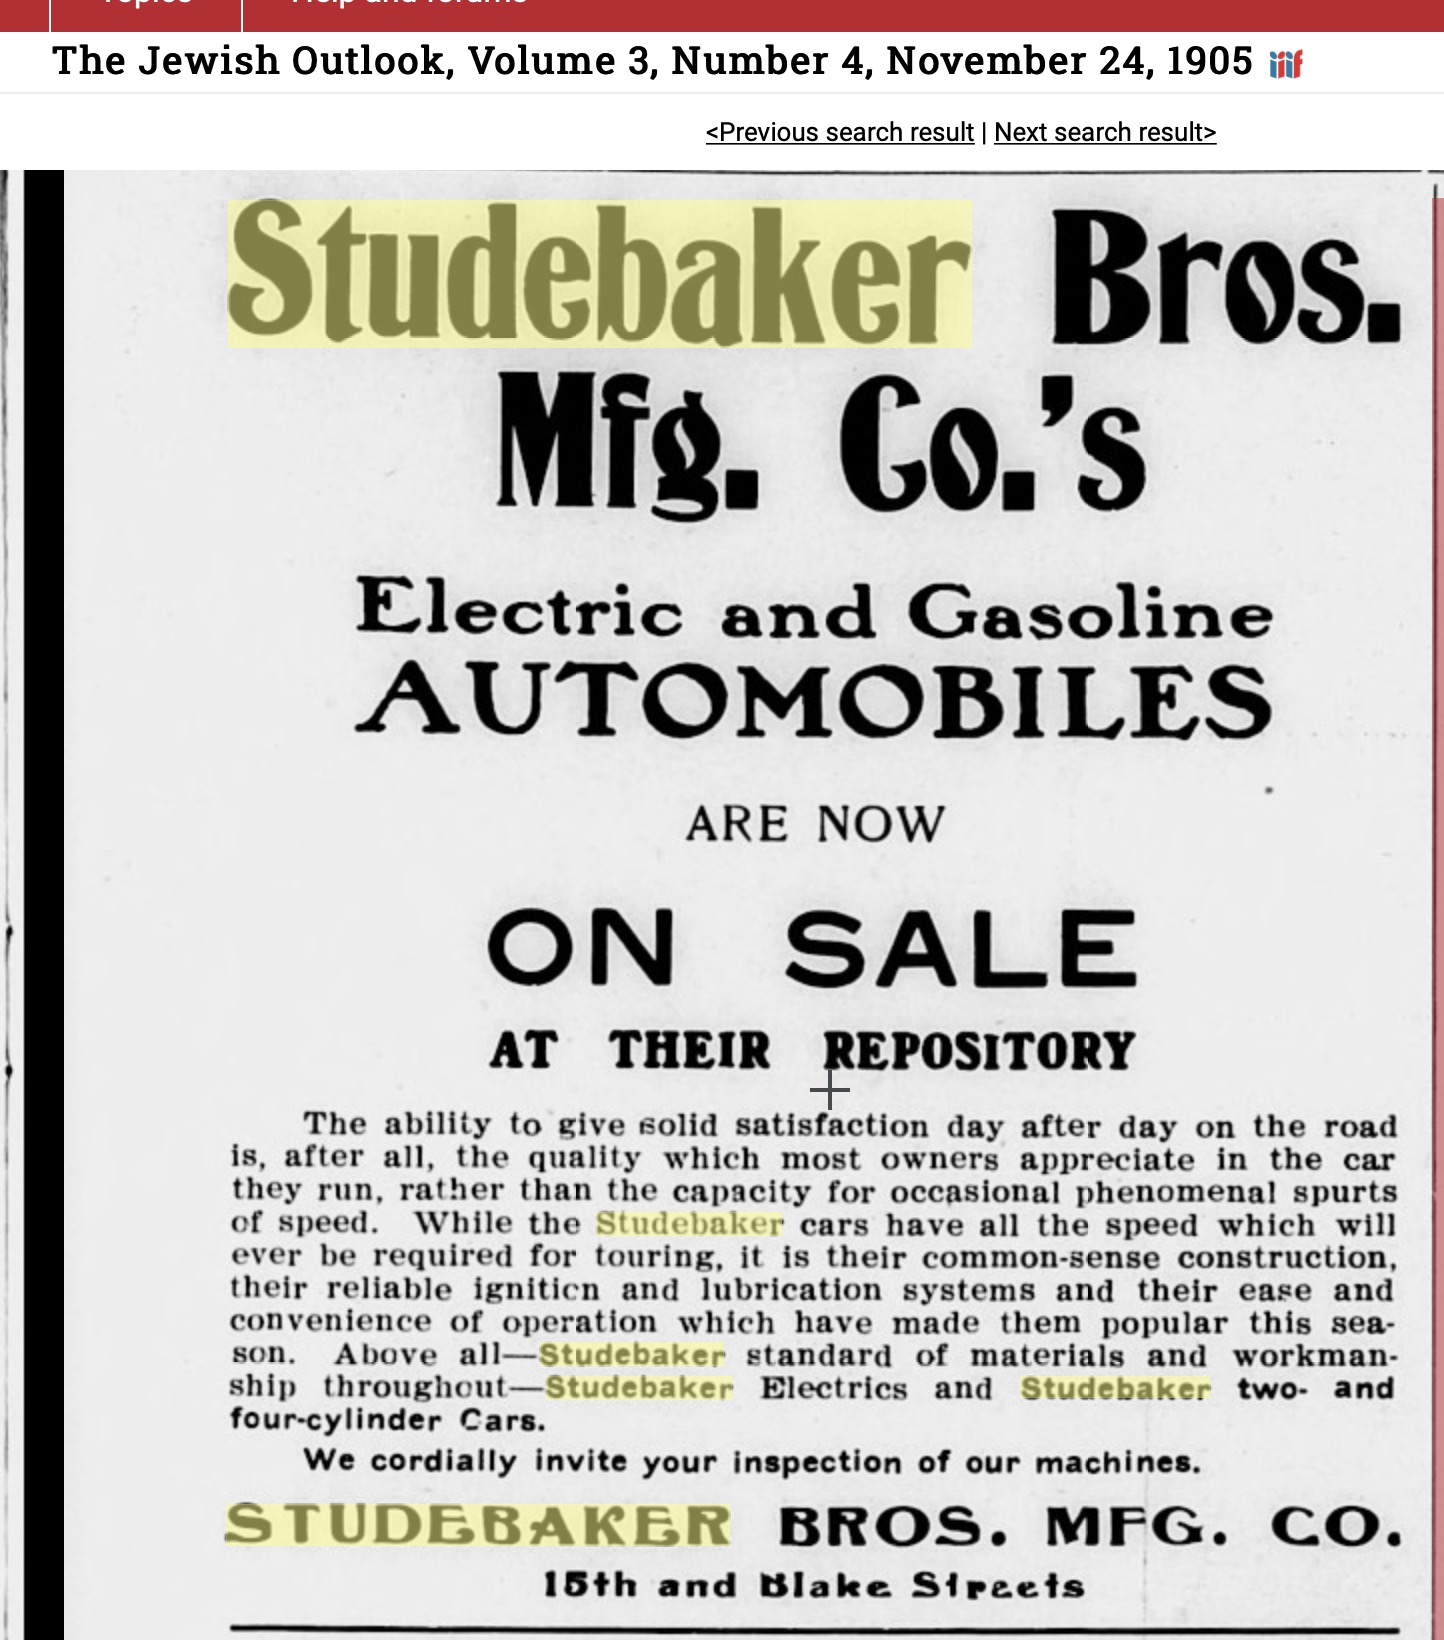 Topics Help and forums
The Jewish Outlook, Volume 3, Number 4, November 24, 1905 iiif
<Previous search result | Next search result>
Studebaker Bros.
Mfg. Co.'s
Electric and Gasoline
AUTOMOBILES
ARE NOW
ON SALE
AT THEIR REPOSITORY
The ability to give solid satisfaction day after day on the road
is, after all, the quality which most owners appreciate in the car
they run, rather than the capacity for occasional phenomenal spurts
of speed. While the Studebaker cars have all the speed which will
ever be required for touring, it is their common-sense construction,
their reliable ignition and lubrication systems and their ease and
convenience of operation which have made them popular this sea-
son. Above all—Studebaker standard of materials and workman-
ship throughout—Studebaker Electrics and Studebaker two- and
four-cylinder Cars.
We cordially invite your inspection of our machines.
STUDEBAKER BROS. MFG. CO.
15th and Blake Streets